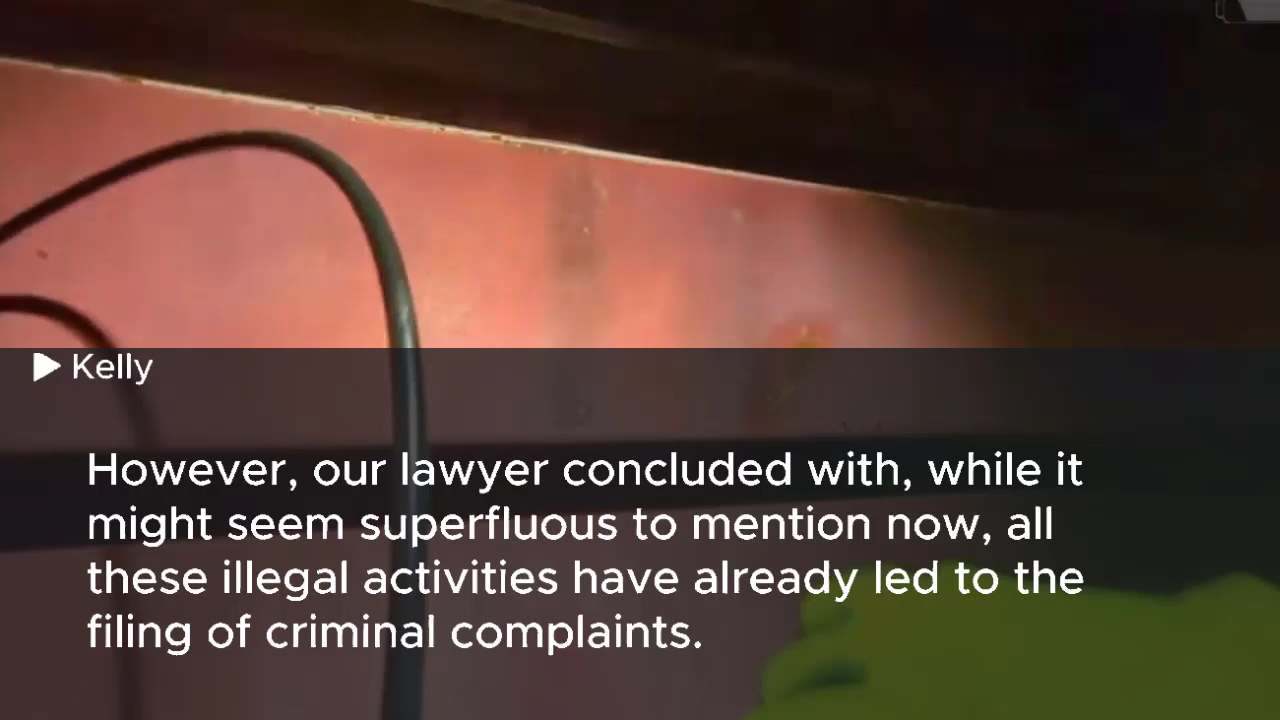 Kelly
However, our lawyer concluded with, while it
might seem superfluous to mention now, all
these illegal activities have already led to the
filing of criminal complaints.